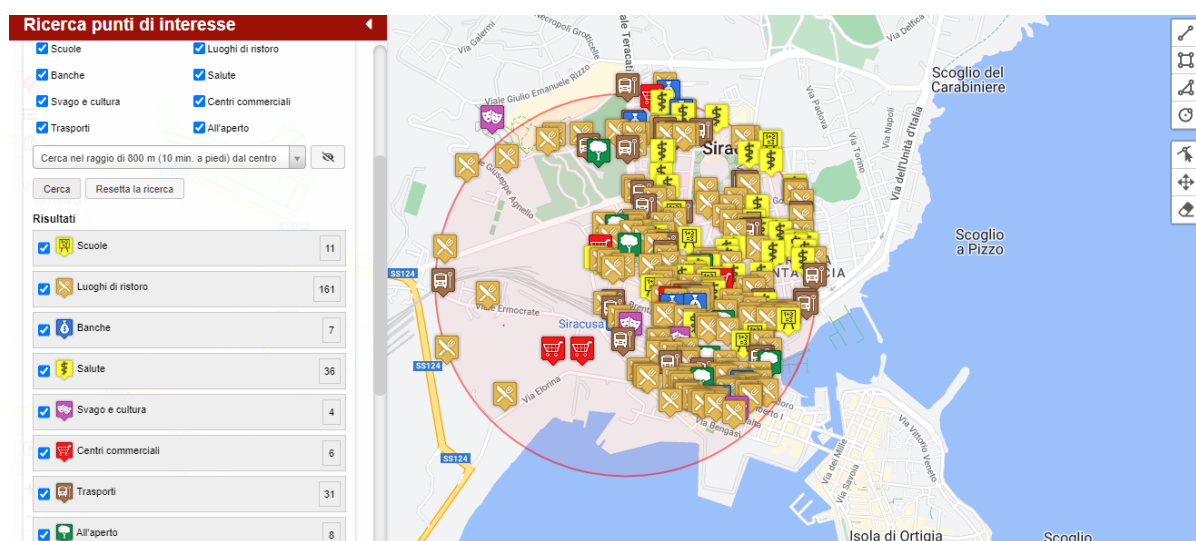 Ricerca punti di interesse
Scuole
Luoghi di ristoro
Banche
Salute
Svago e cultura
Centri commerciali
Trasporti
All'aperto
Cerca nel raggio di 800 m (10 min. a piedi) dal centro
Cerca
Resetta la ricerca
Risultati
Scuole 11
Luoghi di ristoro 161
Banche 7
Salute 36
Svago e cultura 4
Centri commerciali 6
Trasporti 31
All'aperto 8
Via Necropoli Grotticelle
Via Galermi
ale Teracati
Viale Giulio Emanuele Rizzo
Via Delfica
Scoglio del
Carabiniere
Via Padova
Via Napoli
Via Torino
Via dell'Unità d'Italia
Sira
Giuseppe Agnello
Scoglio
a Pizzo
SS124
Viale Ermocrate
Siracusa
SS124
Via Elorina
Via Bengasi
Via dei Mille
Via Savoia
Via Vittorio Veneto
SS124
Isola di Ortigia
Scoglio